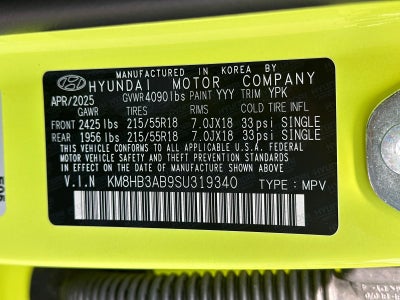 MANUFACTURED IN KOREA BY
HYUNDAI MOTOR COMPANY
APR/2025 GVWR 4090lbs PAINT YYY TRIM YPK
GAWR TIRES RIMS COLD TIRE INFL
FRONT 2425lbs 215/55R18 7.0JX18 33psi SINGLE
REAR 1956lbs 215/55R18 7.0JX18 33psi SINGLE
THIS VEHICLE CONFORMS TO ALL APPLICABLE U.S.A. FEDERAL
MOTOR VEHICLE SAFETY, BUMPER, AND THEFT
PREVENTION STANDARDS IN EFFECT ON THE DATE OF
MANUFACTURE SHOWN ABOVE.
V.I.N KM8HB3AB9SU319340 TYPE: MPV